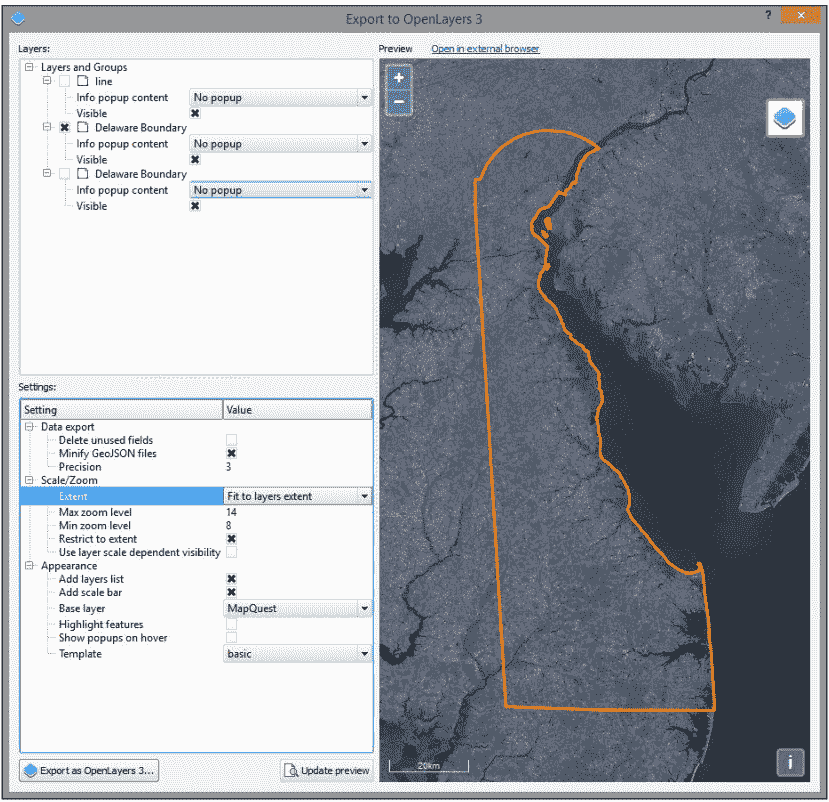 Export to OpenLayers 3
?
Layers:
Layers and Groups
line
Info popup content No popup
Visible
Delaware Boundary
Info popup content No popup
Visible
Delaware Boundary
Info popup content No popup
Visible
Settings:
Setting Value
Data export
Delete unused fields
Minify GeoJSON files
Precision 3
Scale/Zoom
Extent Fit to layers extent
Max zoom level 14
Min zoom level 8
Restrict to extent
Use layer scale dependent visibility
Appearance
Add layers list
Add scale bar
Base layer MapQuest
Highlight features
Show popups on hover
Template basic
Export as OpenLayers 3...
Update preview
Preview Open in external browser
+
−
20km
i